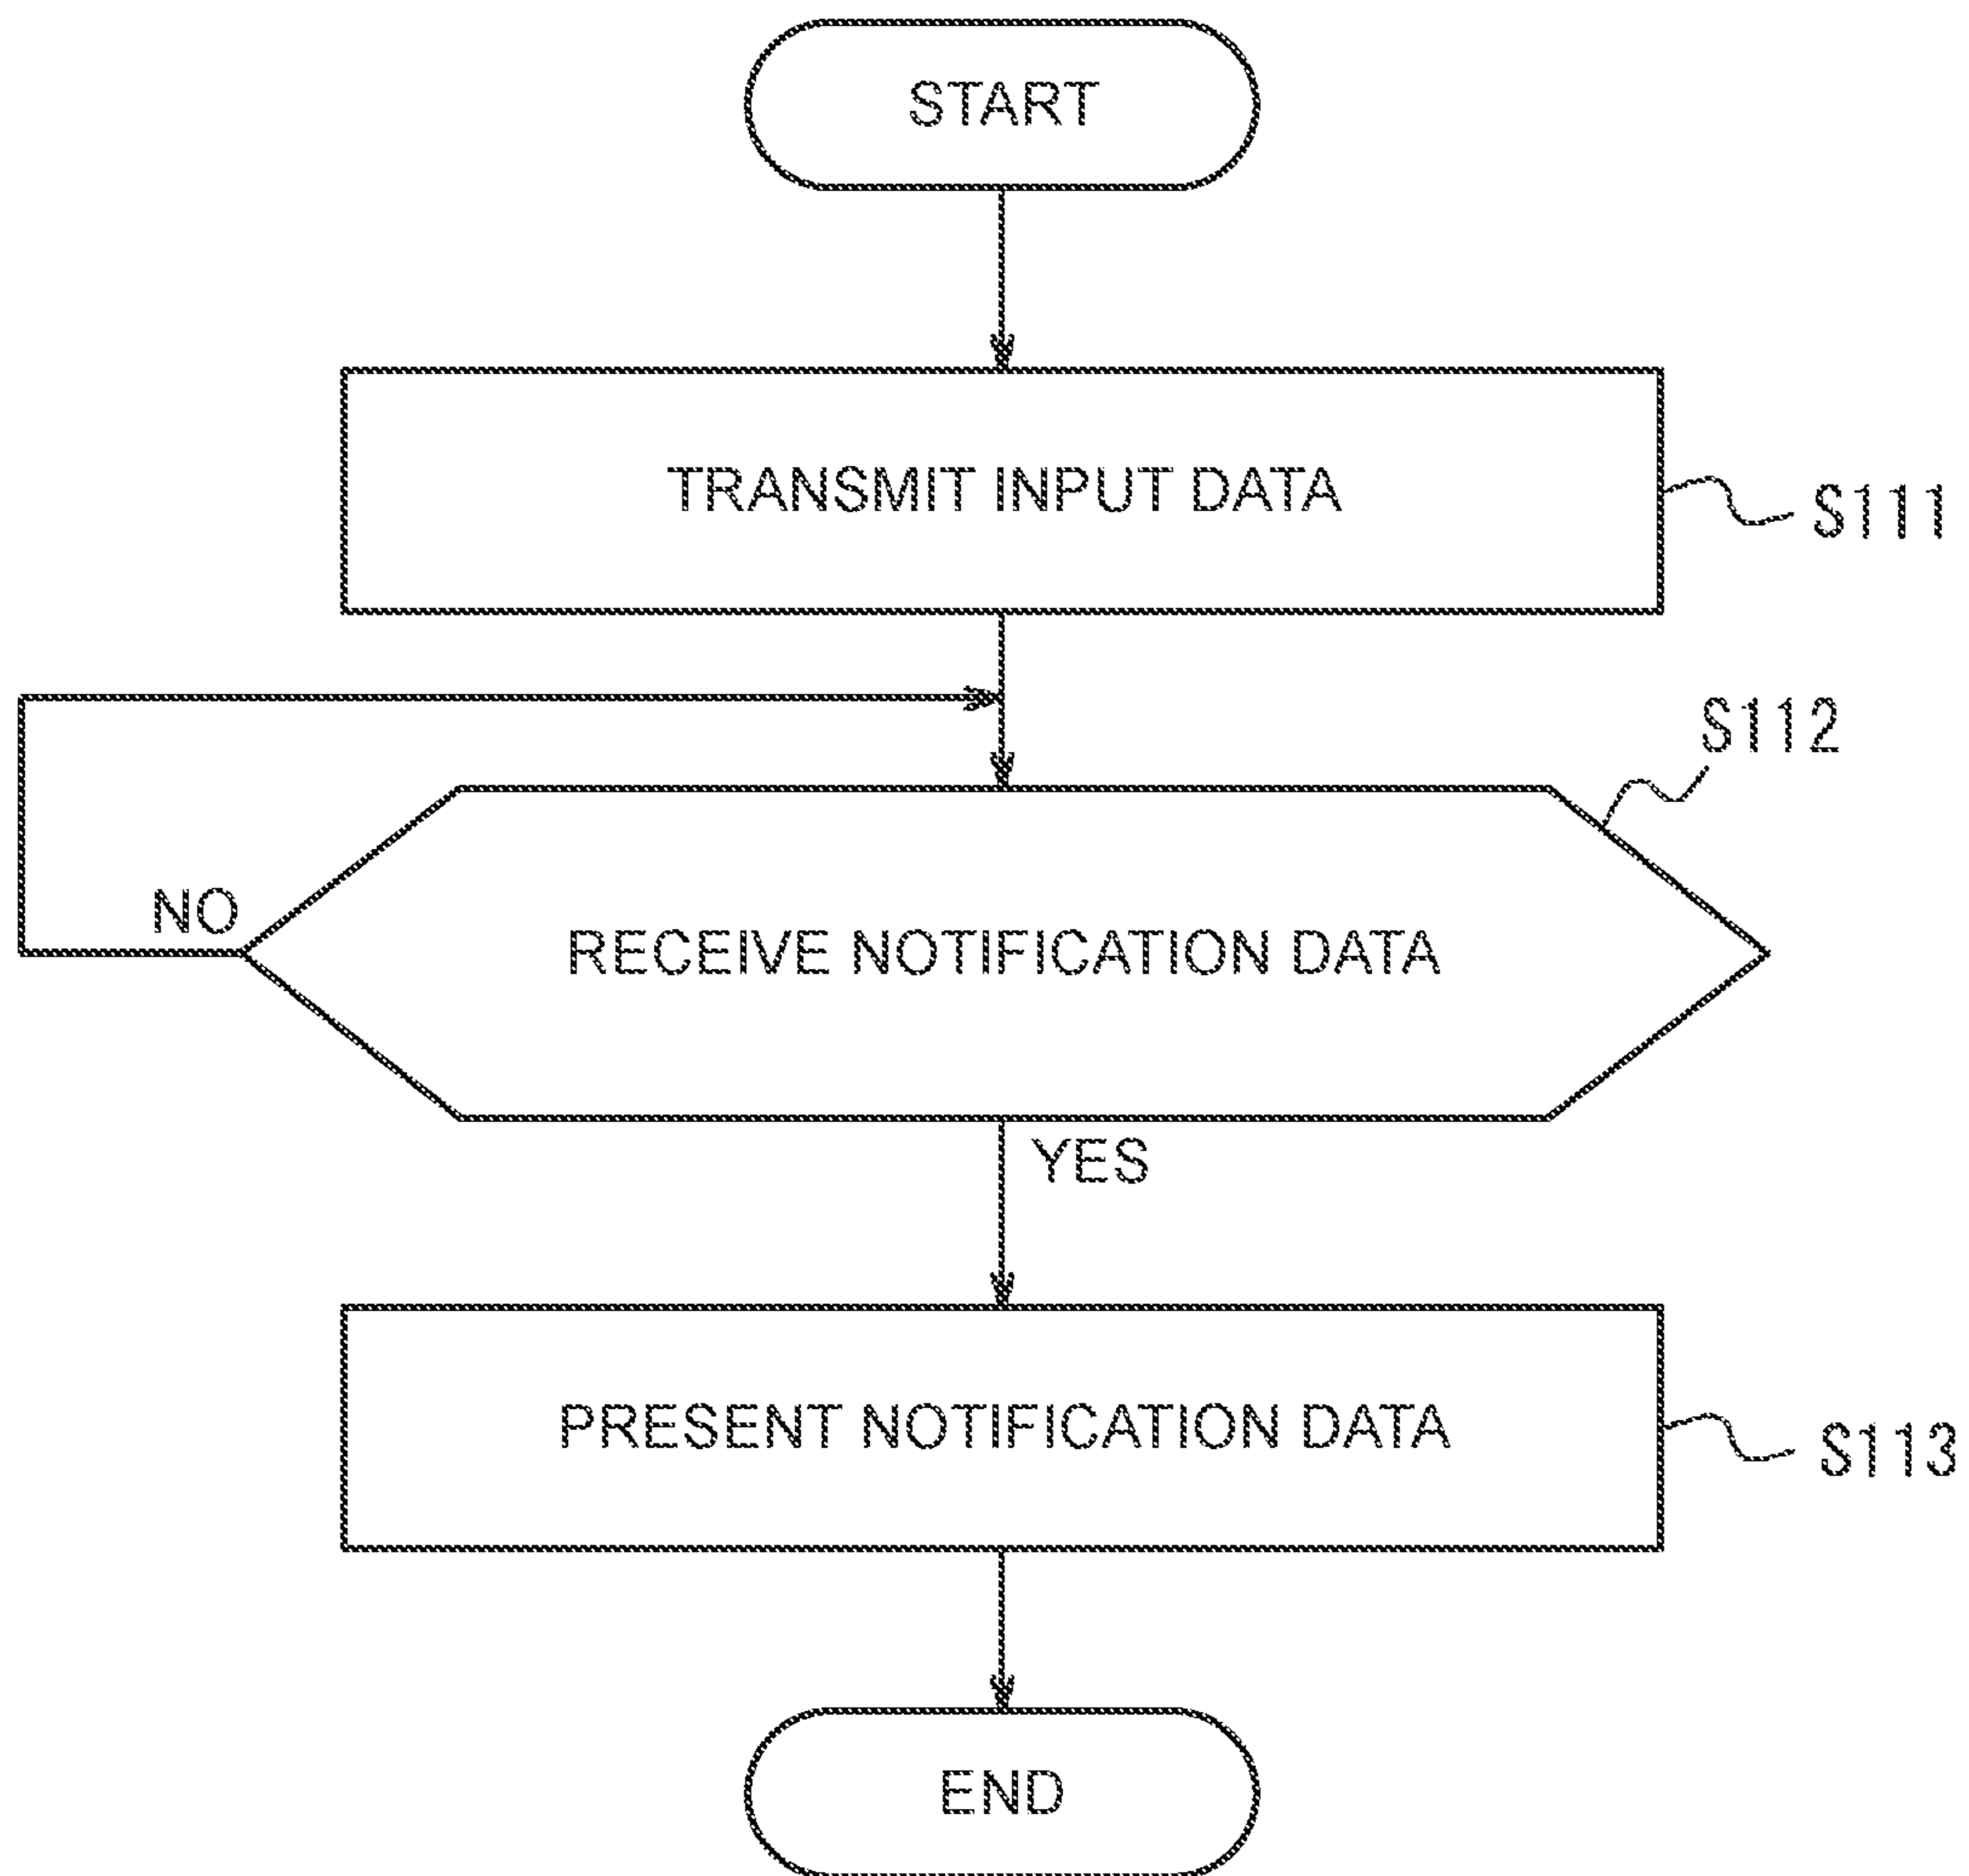 START
TRANSMIT INPUT DATA
S111
S112
NO
RECEIVE NOTIFICATION DATA
YES
PRESENT NOTIFICATION DATA
S113
END